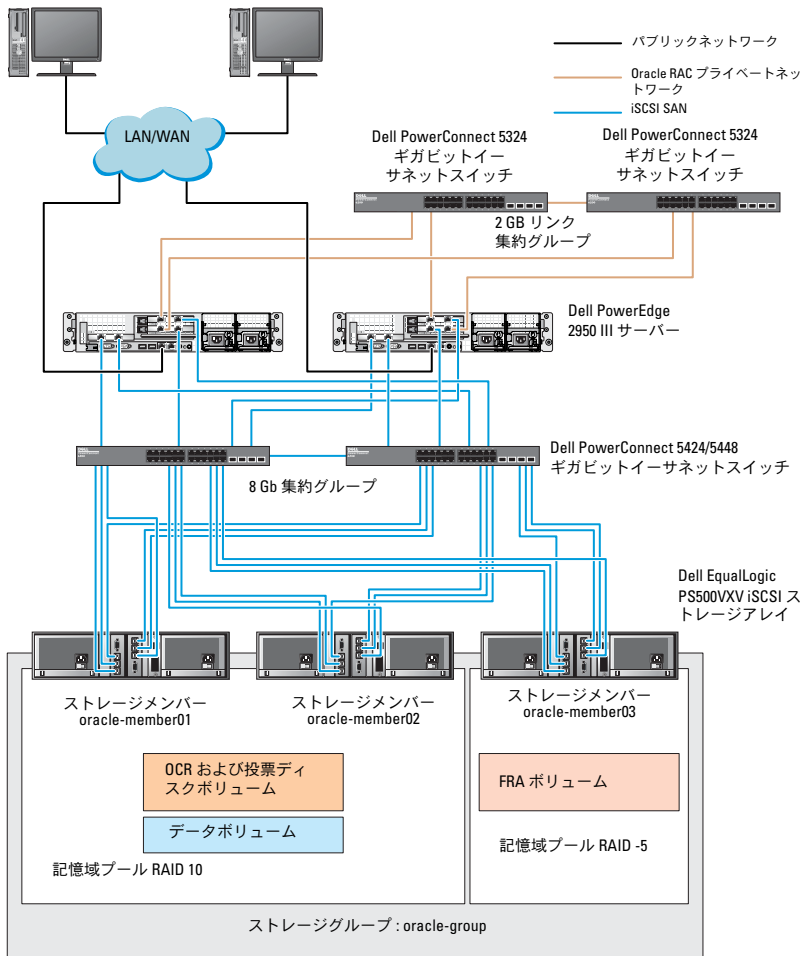 パブリックネットワーク
Oracle RAC プライベートネッ
トワーク
iSCSI SAN
LAN/WAN
Dell PowerConnect 5324
ギガビットイー
サネットスイッチ
Dell PowerConnect 5324
ギガビットイー
サネットスイッチ
2 GB リンク
集約グループ
Dell PowerEdge
2950 III サーバー
Dell PowerConnect 5424/5448
ギガビットイーサネットスイッチ
8 Gb 集約グループ
Dell EqualLogic
PS500VXV iSCSI ス
トレージアレイ
ストレージメンバー
oracle-member01
ストレージメンバー
oracle-member02
ストレージメンバー
oracle-member03
OCR および投票ディ
スクボリューム
FRA ボリューム
データボリューム
記憶域プール RAID -5
記憶域プール RAID 10
ストレージグループ : oracle-group